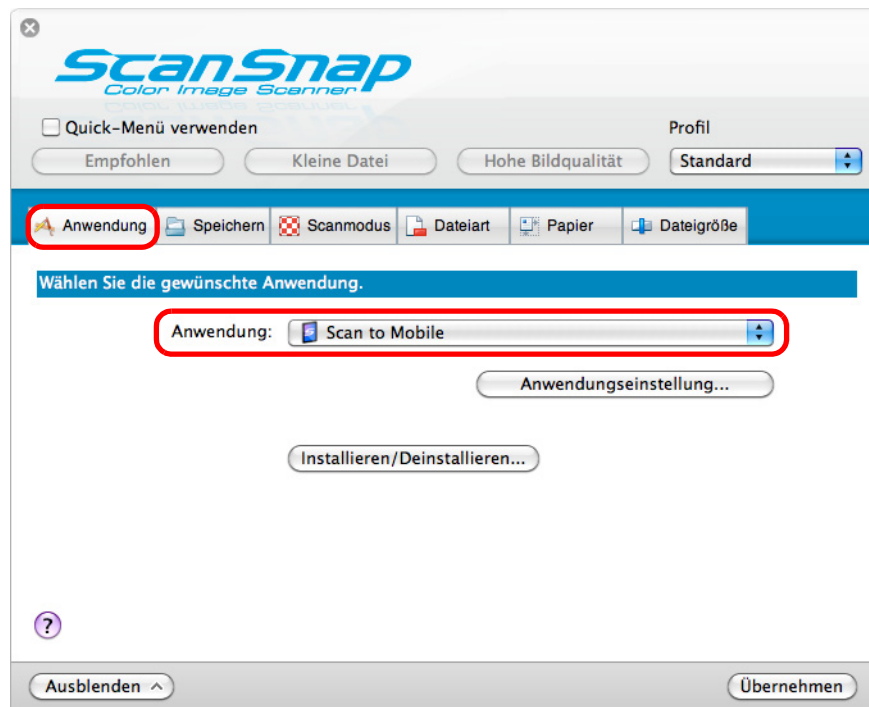 ScanSnap
Color Image Scanner
Quick-Menü verwenden
Profil
Empfohlen Kleine Datei Hohe Bildqualität Standard
Anwendung Speichern Scanmodus Dateiart Papier Dateigröße
Wählen Sie die gewünschte Anwendung.
Anwendung: Scan to Mobile
Anwendungseinstellung...
Installieren/Deinstallieren...
?
Ausblenden Übernehmen